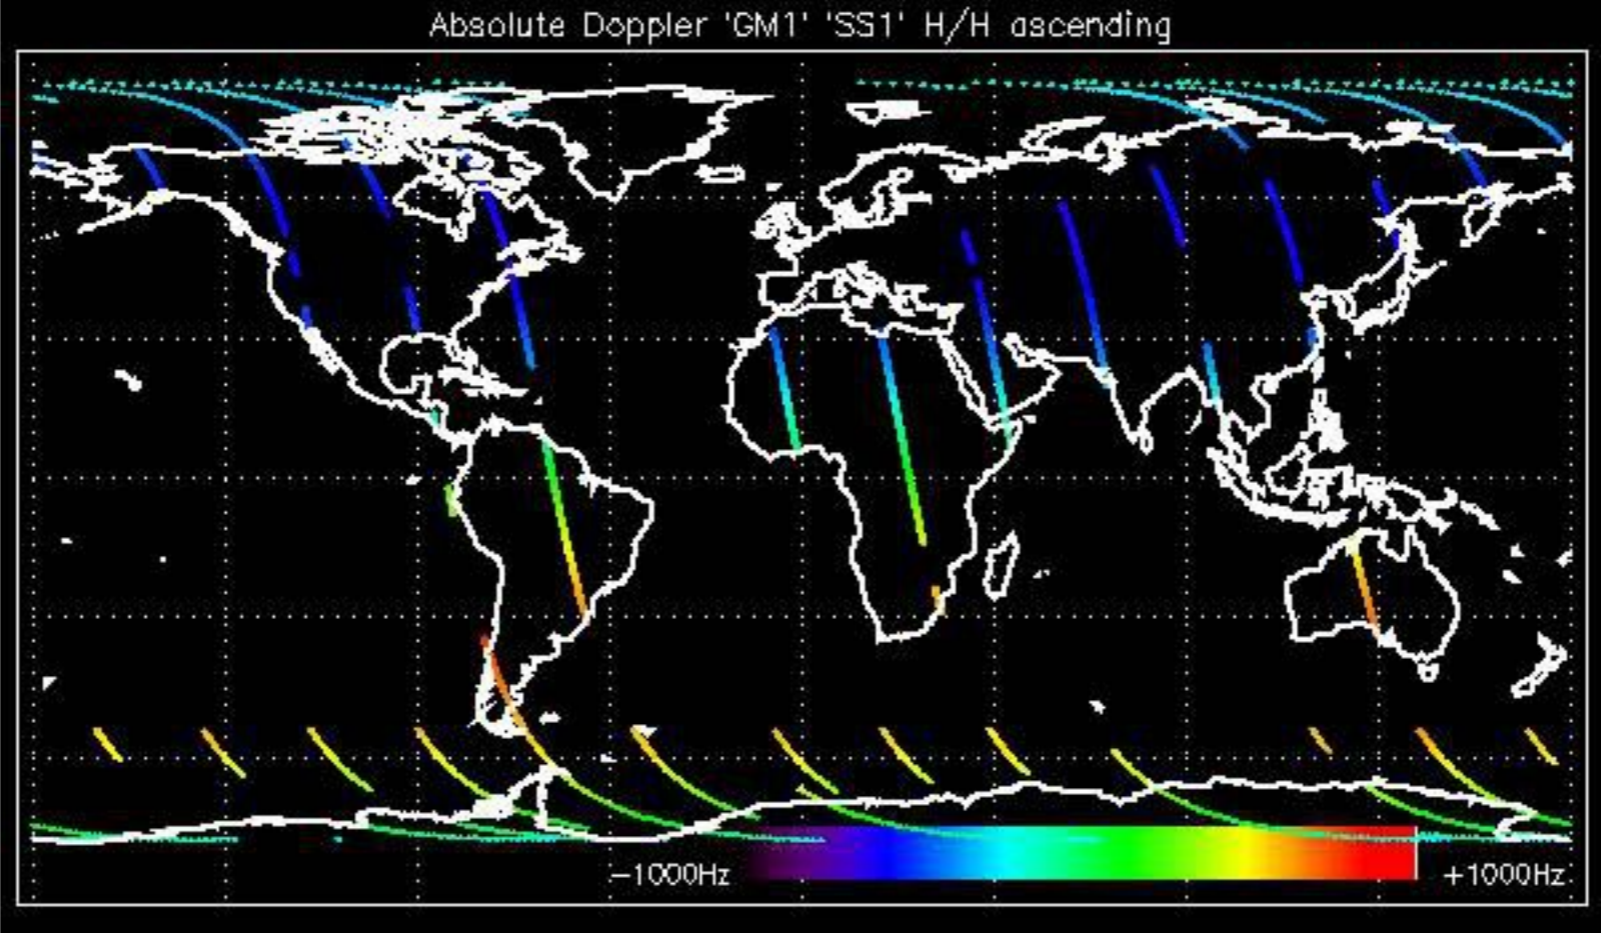 Absolute Doppler 'GM1' 'SS1' H/H ascending
-1000Hz
+1000Hz